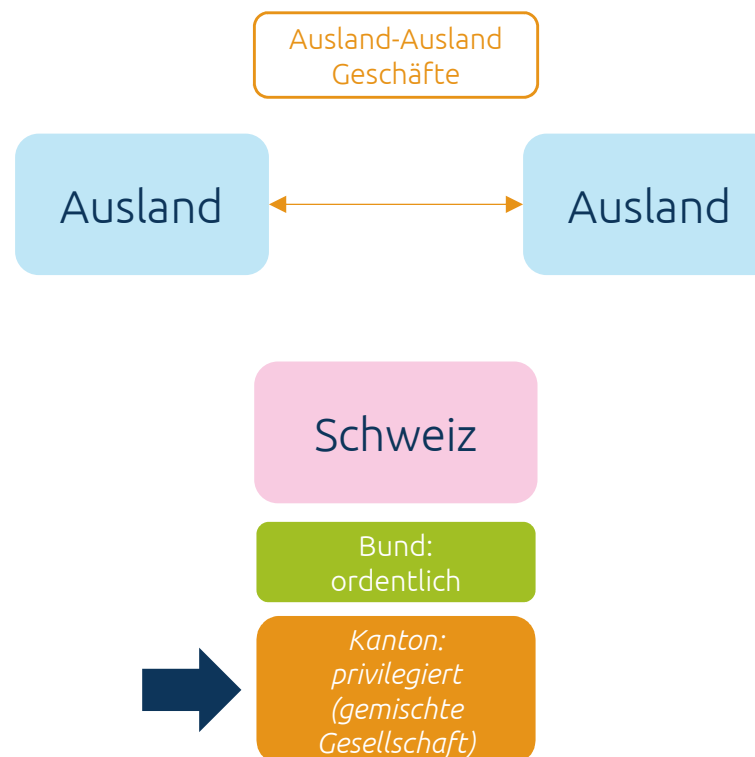 Ausland-Ausland
Geschäfte
Ausland
Ausland
Schweiz
Bund:
ordentlich
Kanton:
privilegiert
(gemischte
Gesellschaft)